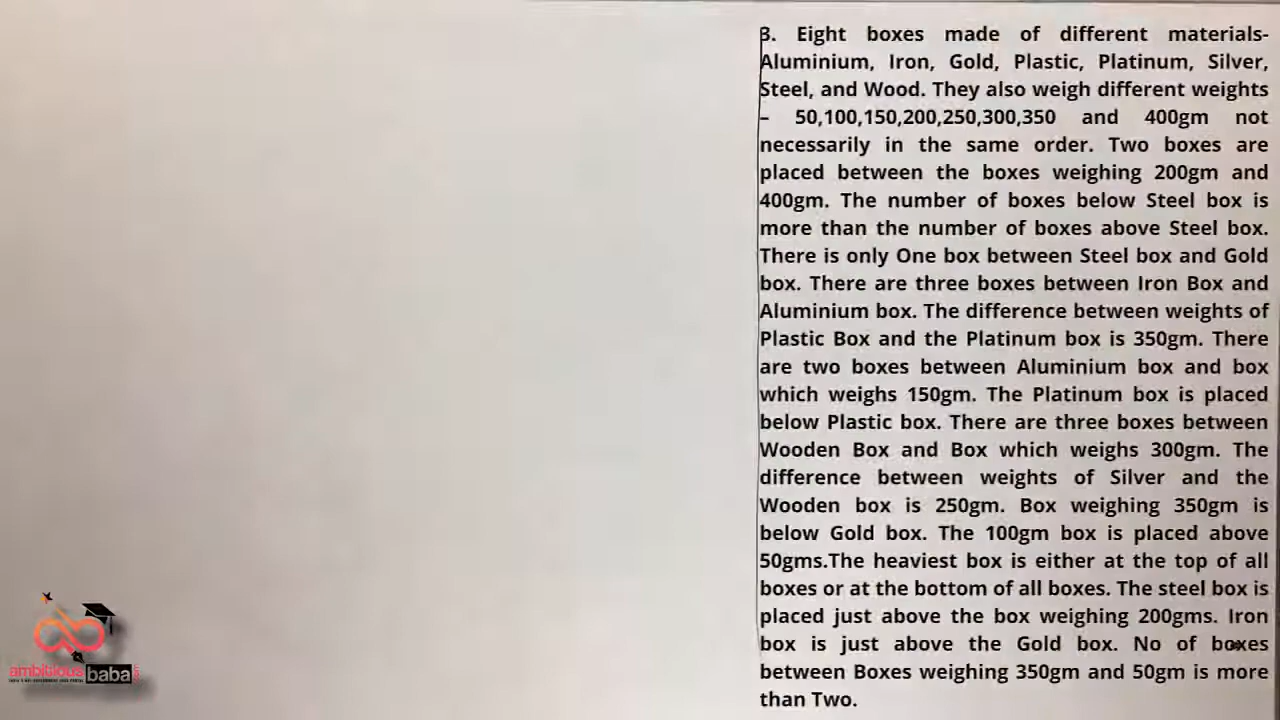 3. Eight boxes made of different materials-
Aluminium, Iron, Gold, Plastic, Platinum, Silver,
Steel, and Wood. They also weigh different weights
– 50,100,150,200,250,300,350 and 400gm not
necessarily in the same order. Two boxes are
placed between the boxes weighing 200gm and
400gm. The number of boxes below Steel box is
more than the number of boxes above Steel box.
There is only One box between Steel box and Gold
box. There are three boxes between Iron Box and
Aluminium box. The difference between weights of
Plastic Box and the Platinum box is 350gm. There
are two boxes between Aluminium box and box
which weighs 150gm. The Platinum box is placed
below Plastic box. There are three boxes between
Wooden Box and Box which weighs 300gm. The
difference between weights of Silver and the
Wooden box is 250gm. Box weighing 350gm is
below Gold box. The 100gm box is placed above
50gms.The heaviest box is either at the top of all
boxes or at the bottom of all boxes. The steel box is
placed just above the box weighing 200gms. Iron
box is just above the Gold box. No of boxes
between Boxes weighing 350gm and 50gm is more
than Two.
ambitiousbaba